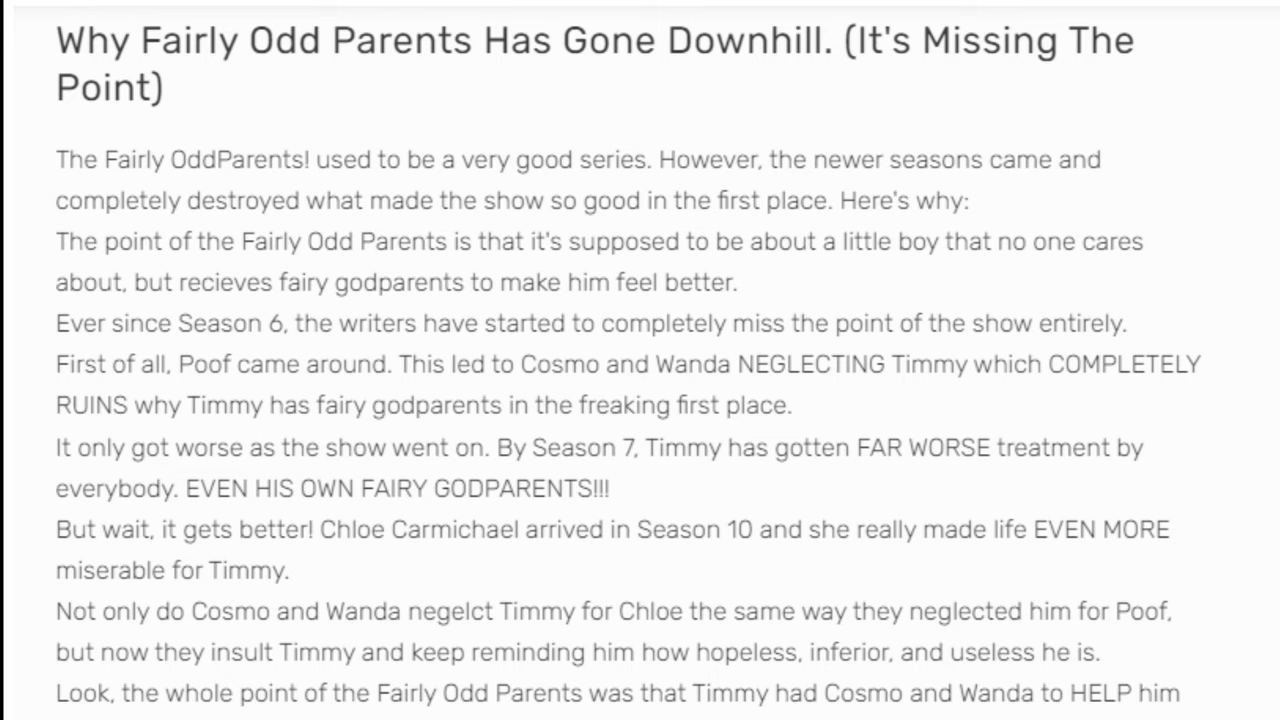 Why Fairly Odd Parents Has Gone Downhill. (It's Missing The
Point)
The Fairly OddParents! used to be a very good series. However, the newer seasons came and
completely destroyed what made the show so good in the first place. Here's why:
The point of the Fairly Odd Parents is that it's supposed to be about a little boy that no one cares
about, but recieves fairy godparents to make him feel better.
Ever since Season 6, the writers have started to completely miss the point of the show entirely.
First of all, Poof came around. This led to Cosmo and Wanda NEGLECTING Timmy which COMPLETELY
RUINS why Timmy has fairy godparents in the freaking first place.
It only got worse as the show went on. By Season 7, Timmy has gotten FAR WORSE treatment by
everybody. EVEN HIS OWN FAIRY GODPARENTS!!!
But wait, it gets better! Chloe Carmichael arrived in Season 10 and she really made life EVEN MORE
miserable for Timmy.
Not only do Cosmo and Wanda negelct Timmy for Chloe the same way they neglected him for Poof,
but now they insult Timmy and keep reminding him how hopeless, inferior, and useless he is.
Look, the whole point of the Fairly Odd Parents was that Timmy had Cosmo and Wanda to HELP him